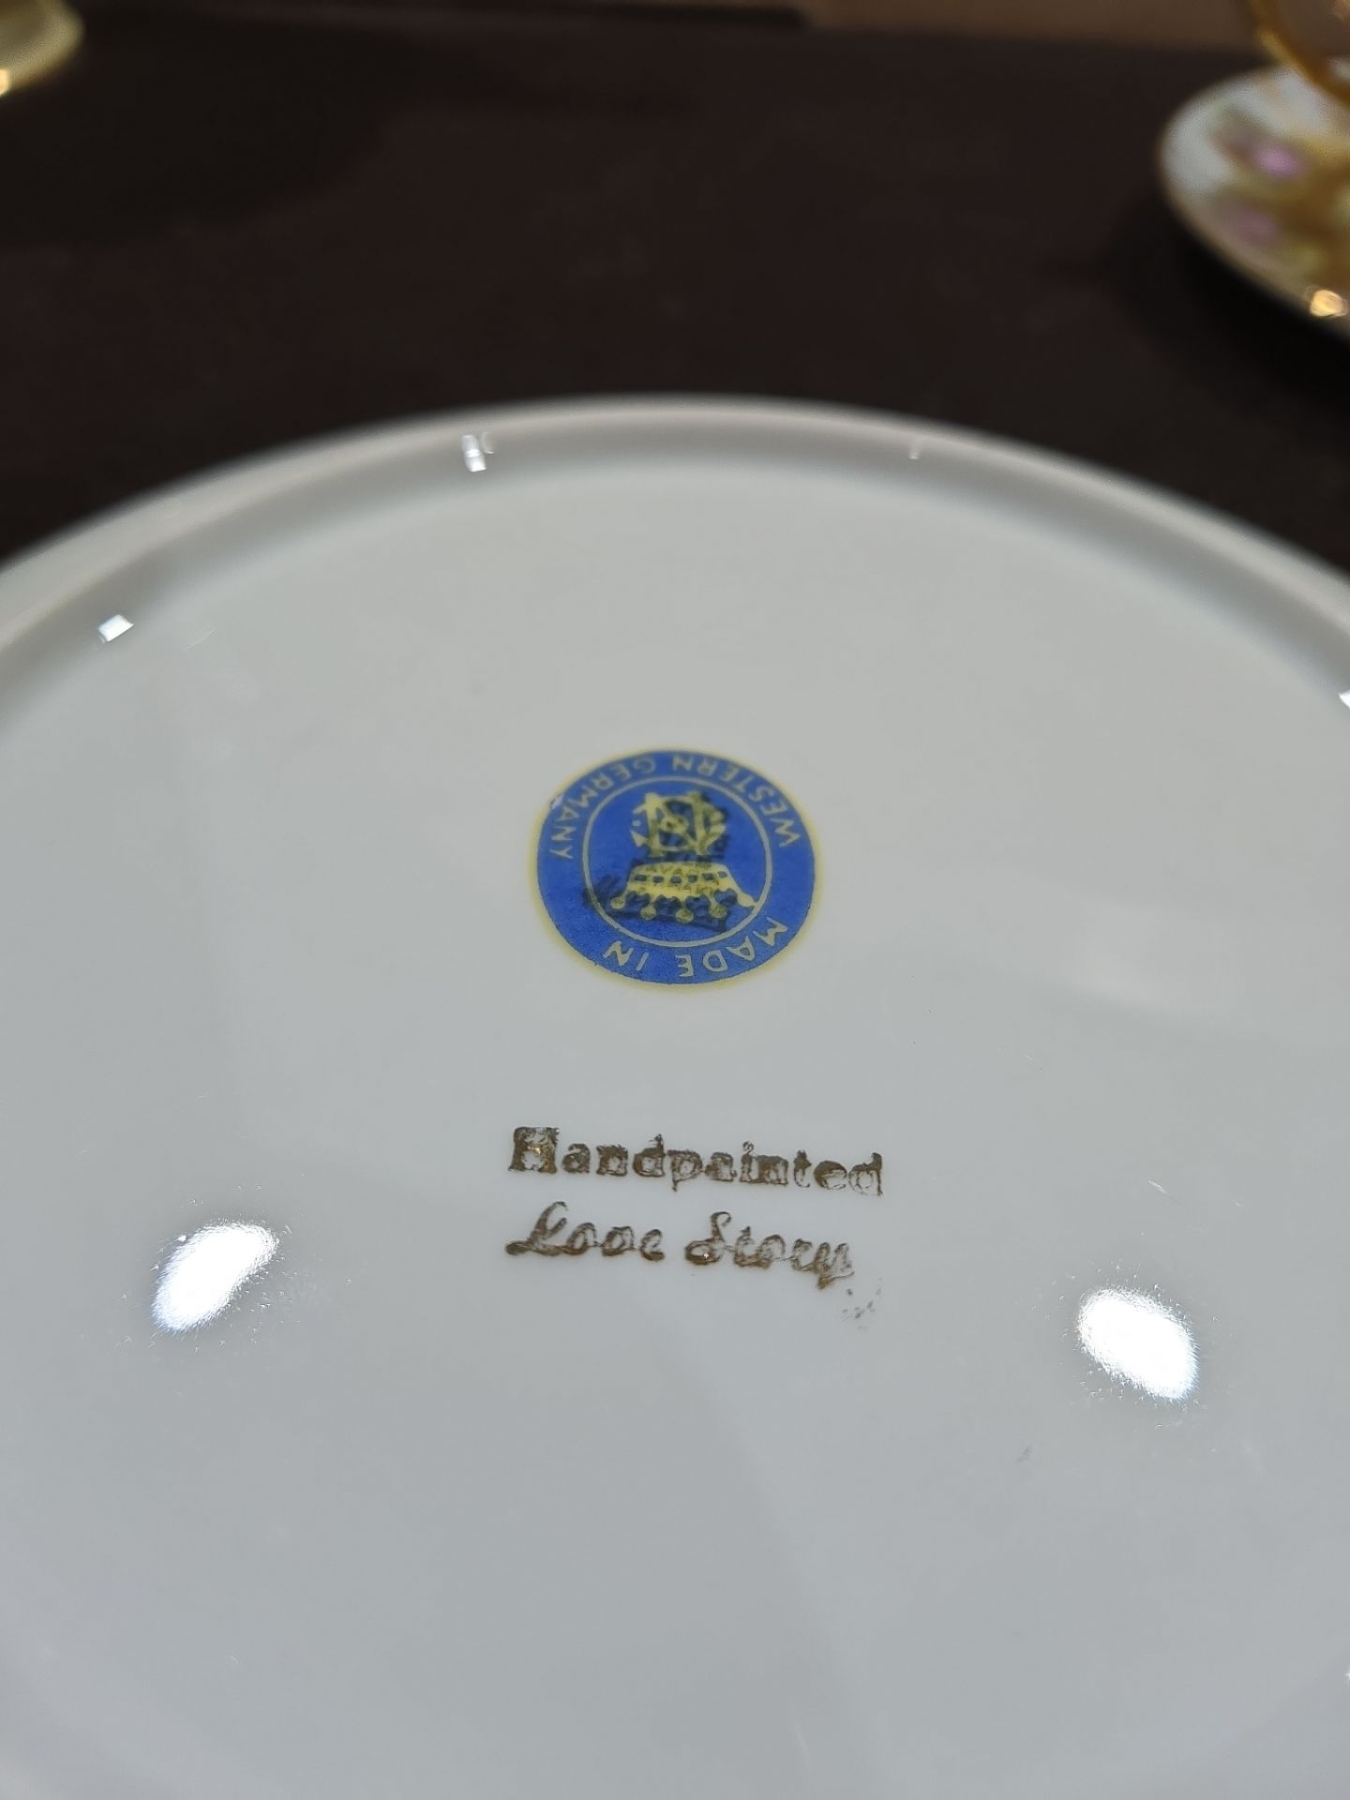 MADE IN
WESTERN GERMANY
Handpainted
Love Story